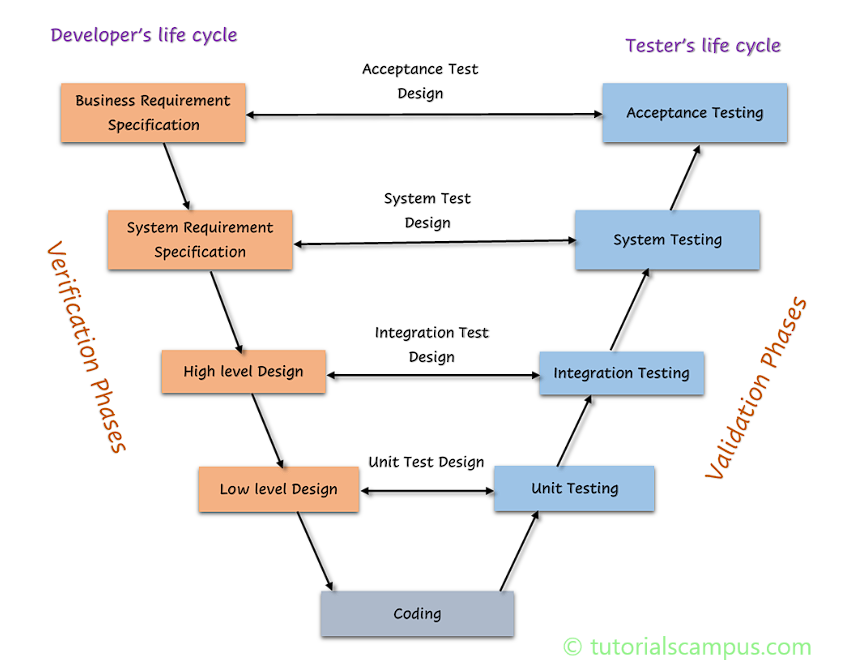 Developer's life cycle
Tester's life cycle
Acceptance Test
Design
Business Requirement
Specification
Acceptance Testing
System Test
Design
System Requirement
Specification
System Testing
Verification Phases
Validation Phases
Integration Test
Design
High level Design
Integration Testing
Unit Test Design
Low level Design
Unit Testing
Coding
© tutorialscampus.com